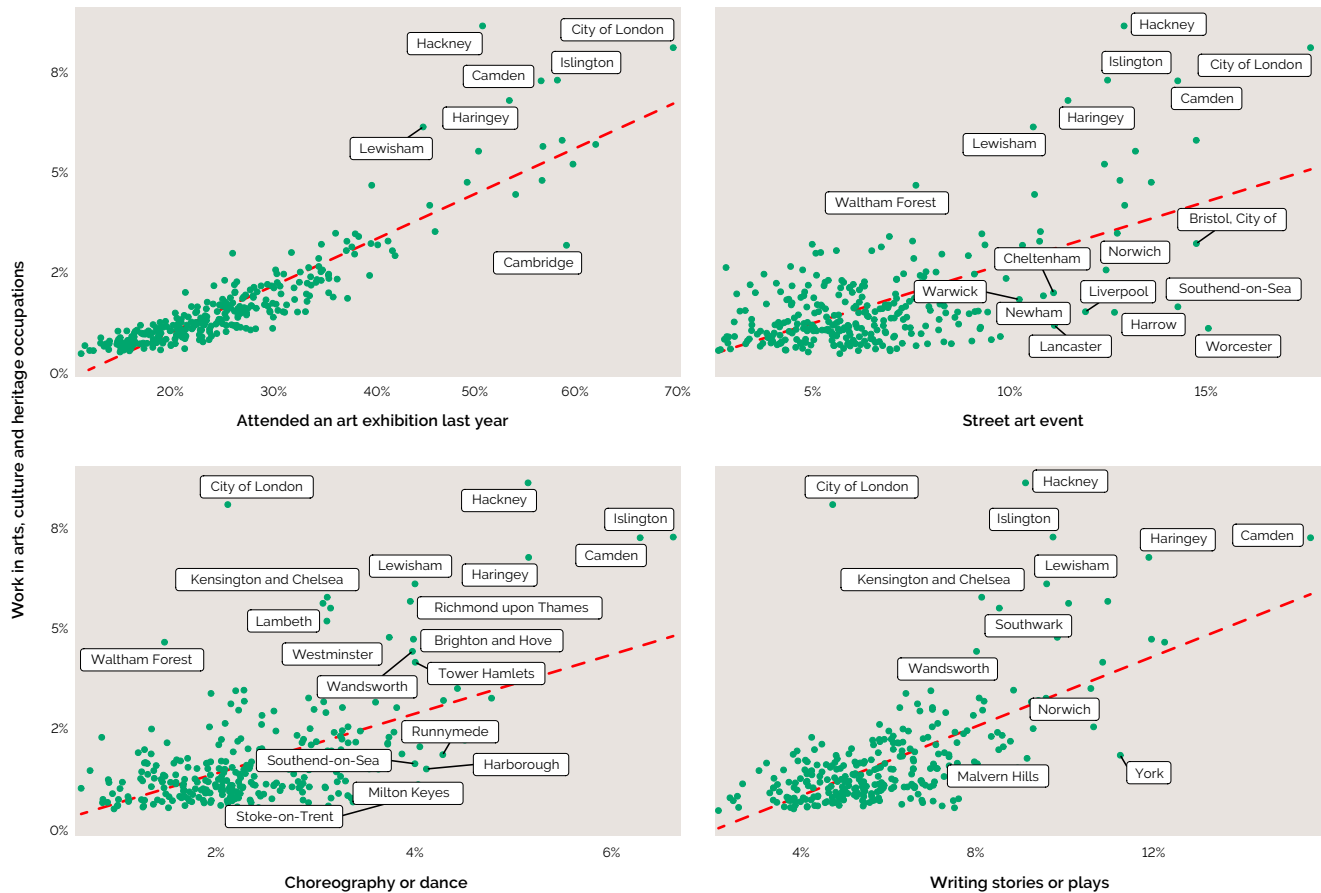 Work in arts, culture and heritage occupations
City of London
Hackney
Islington
Camden
Haringey
Lewisham
Cambridge
8%
5%
2%
0%
20%
30%
40%
50%
60%
70%
Attended an art exhibition last year
Hackney
Islington
City of London
Camden
Haringey
Lewisham
Waltham Forest
Bristol, City of
Norwich
Cheltenham
Warwick
Liverpool
Southend-on-Sea
Newham
Harrow
Lancaster
Worcester
5%
10%
15%
Street art event
City of London
Hackney
Islington
Camden
Lewisham
Haringey
Kensington and Chelsea
Richmond upon Thames
Lambeth
Brighton and Hove
Westminster
Waltham Forest
Tower Hamlets
Wandsworth
Runnymede
Southend-on-Sea
Harborough
Milton Keyes
Stoke-on-Trent
8%
5%
2%
0%
2%
4%
6%
Choreography or dance
City of London
Hackney
Islington
Haringey
Camden
Lewisham
Kensington and Chelsea
Southwark
Wandsworth
Norwich
Malvern Hills
York
4%
8%
12%
Writing stories or plays